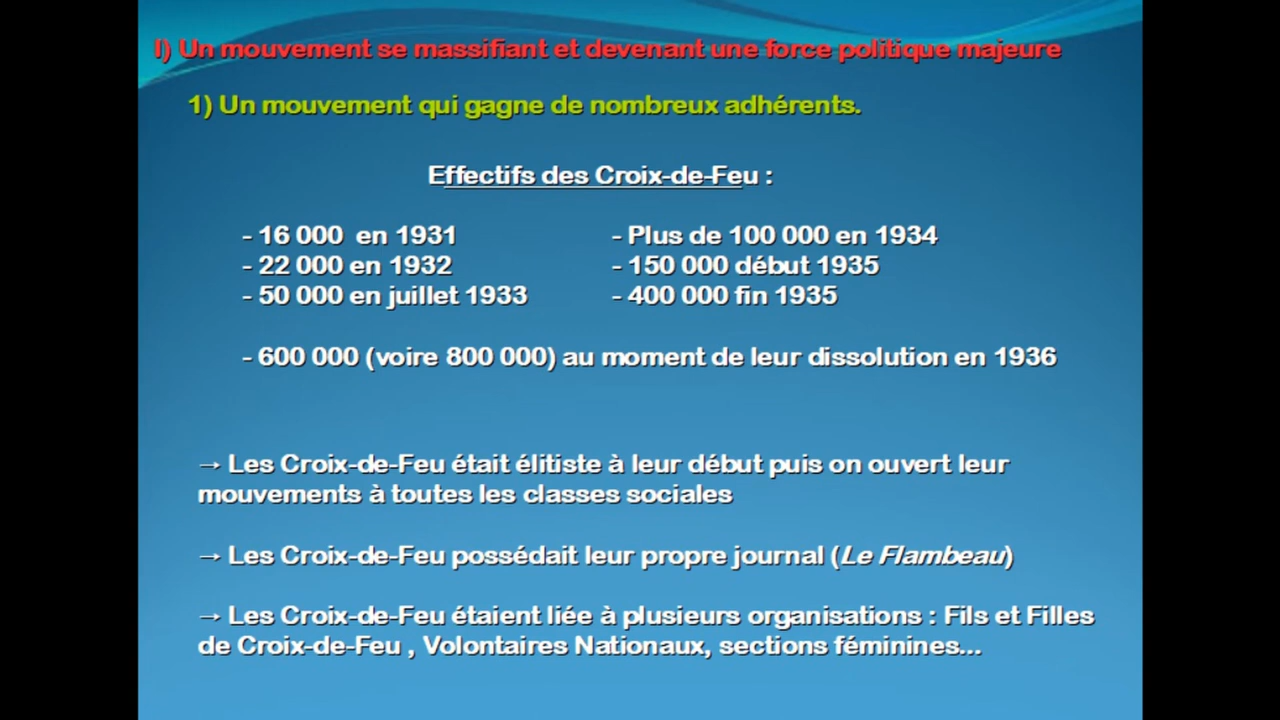 I) Un mouvement se massifiant et devenant une force politique majeure
1) Un mouvement qui gagne de nombreux adhérents.
Effectifs des Croix-de-Feu :
- 16 000 en 1931
- 22 000 en 1932
- 50 000 en juillet 1933
- Plus de 100 000 en 1934
- 150 000 début 1935
- 400 000 fin 1935
- 600 000 (voire 800 000) au moment de leur dissolution en 1936
→ Les Croix-de-Feu était élitiste à leur début puis on ouvert leur
mouvements à toutes les classes sociales
→ Les Croix-de-Feu possédait leur propre journal (Le Flambeau)
→ Les Croix-de-Feu étaient liée à plusieurs organisations : Fils et Filles
de Croix-de-Feu , Volontaires Nationaux, sections féminines...